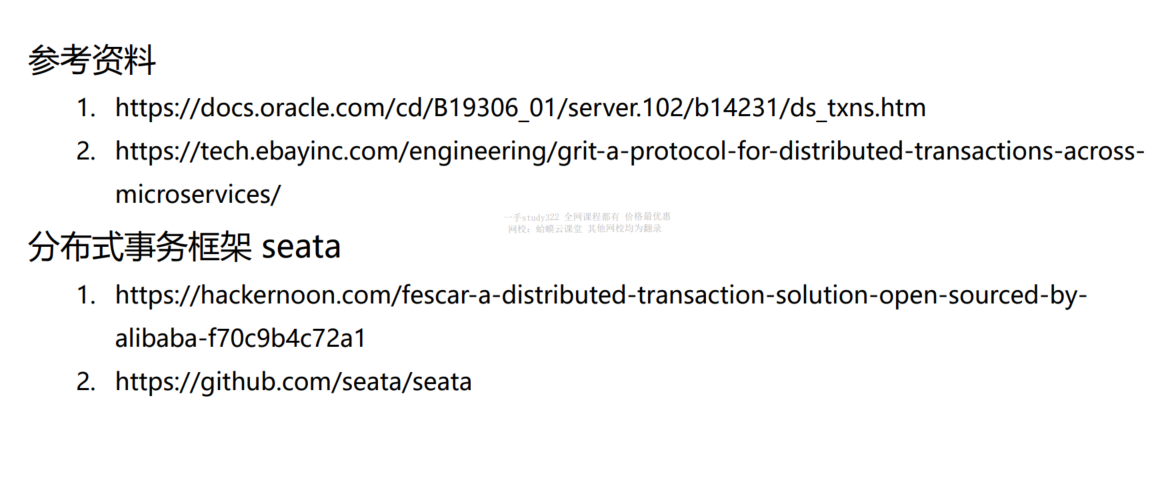 参考资料
1. https://docs.oracle.com/cd/B19306_01/server.102/b14231/ds_txns.htm
2. https://tech.ebayinc.com/engineering/grit-a-protocol-for-distributed-transactions-across-
microservices/
一手study322 全网课程都有 价格最优惠
网校：蛤蟆云课堂 其他网校均为翻录
分布式事务框架 seata
1. https://hackernoon.com/fescar-a-distributed-transaction-solution-open-sourced-by-
alibaba-f70c9b4c72a1
2. https://github.com/seata/seata